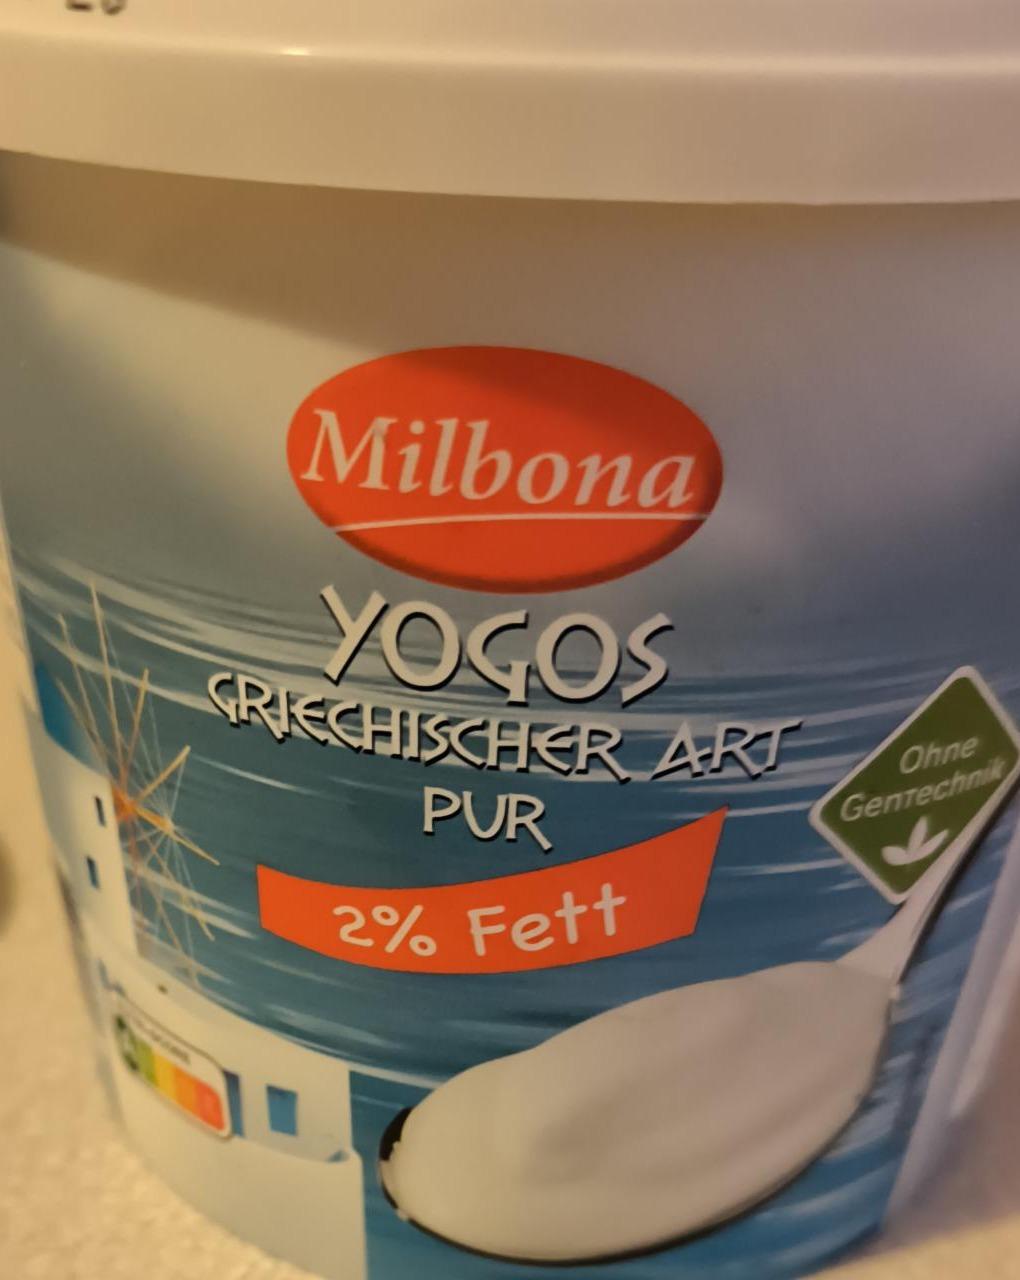 Milbona
YOGOS
GRIECHISCHER ART
PUR
2% Fett
Ohne
GenTechnik